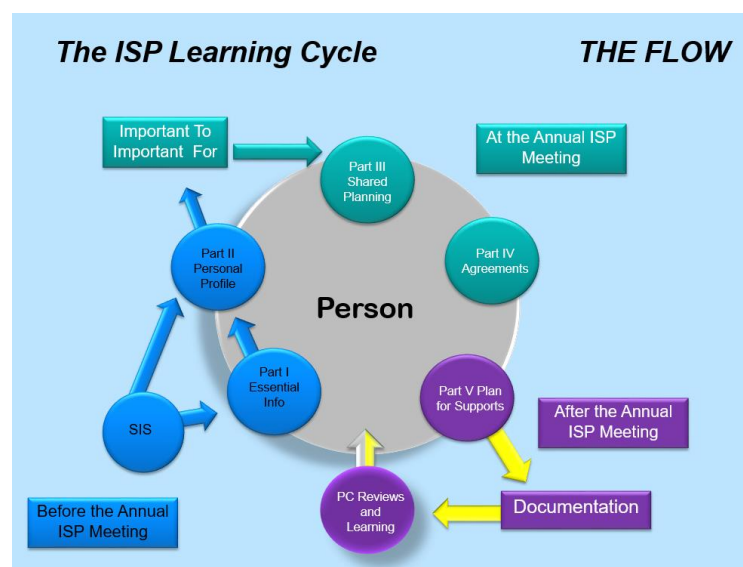 The ISP Learning Cycle
THE FLOW
Important To
Important For
Part III
Shared
Planning
At the Annual ISP
Meeting
Part II
Personal
Profile
Part IV
Agreements
Person
Part I
Essential
Info
Part V Plan
for Supports
SIS
After the Annual
ISP Meeting
PC Reviews
and
Learning
Documentation
Before the Annual
ISP Meeting